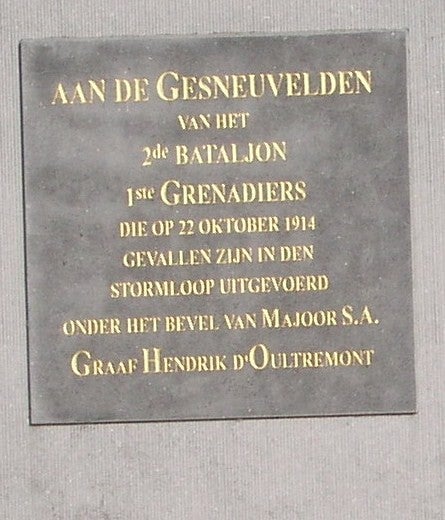 AAN DE GESNEUVELDEN
VAN HET
2de BATALJON
1ste GRENADIERS
DIE OP 22 OKTOBER 1914
GEVALLEN ZIJN IN DEN
STORMLOOP UITGEVOERD
ONDER HET BEVEL VAN MAJOOR S.A.
GRAAF HENDRIK D'OULTREMONT